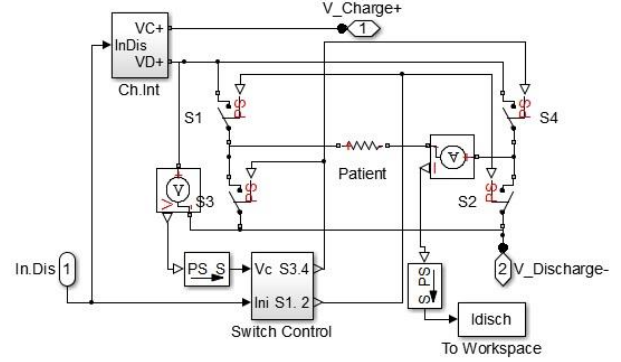 V_Charge+
VC+
InDis
VD+
1
Ch.Int
PS
PS
S1
S4
Patient
A
I
PS
PS
V
V
S3
S2
In.Dis
1
PS S
Vc S3.4
Ini S1. 2
Switch Control
S PS
2
V_Discharge-
Idisch
To Workspace